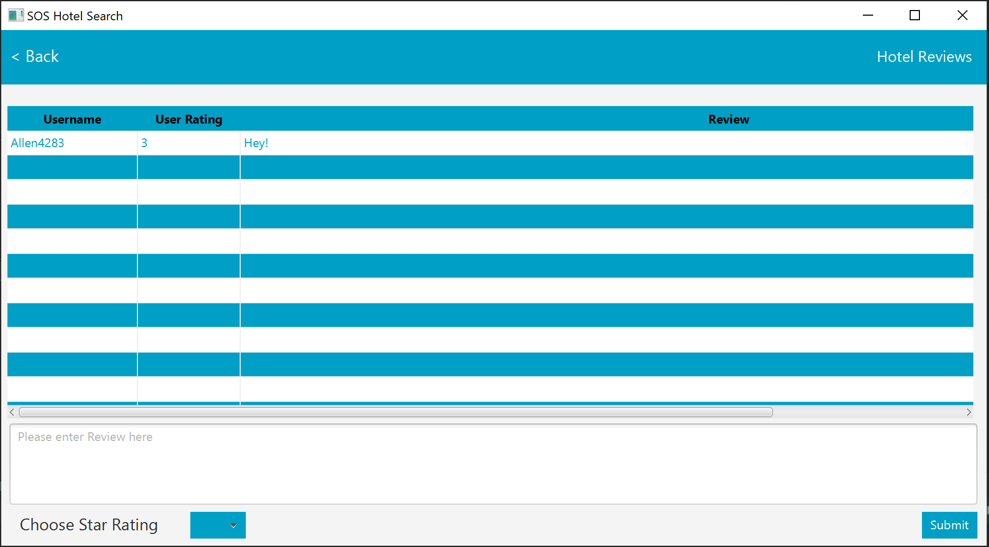 SOS Hotel Search
< Back
Hotel Reviews
Username User Rating Review
Allen4283 3 Hey!
Please enter Review here
Choose Star Rating
Submit